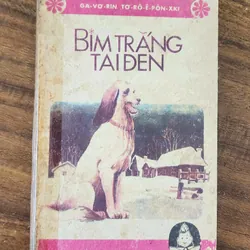 GA-VƠ-RIN TƠ-RÔ-Ê-PÔN-XKI
BIM TRẮNG
TAI ĐEN